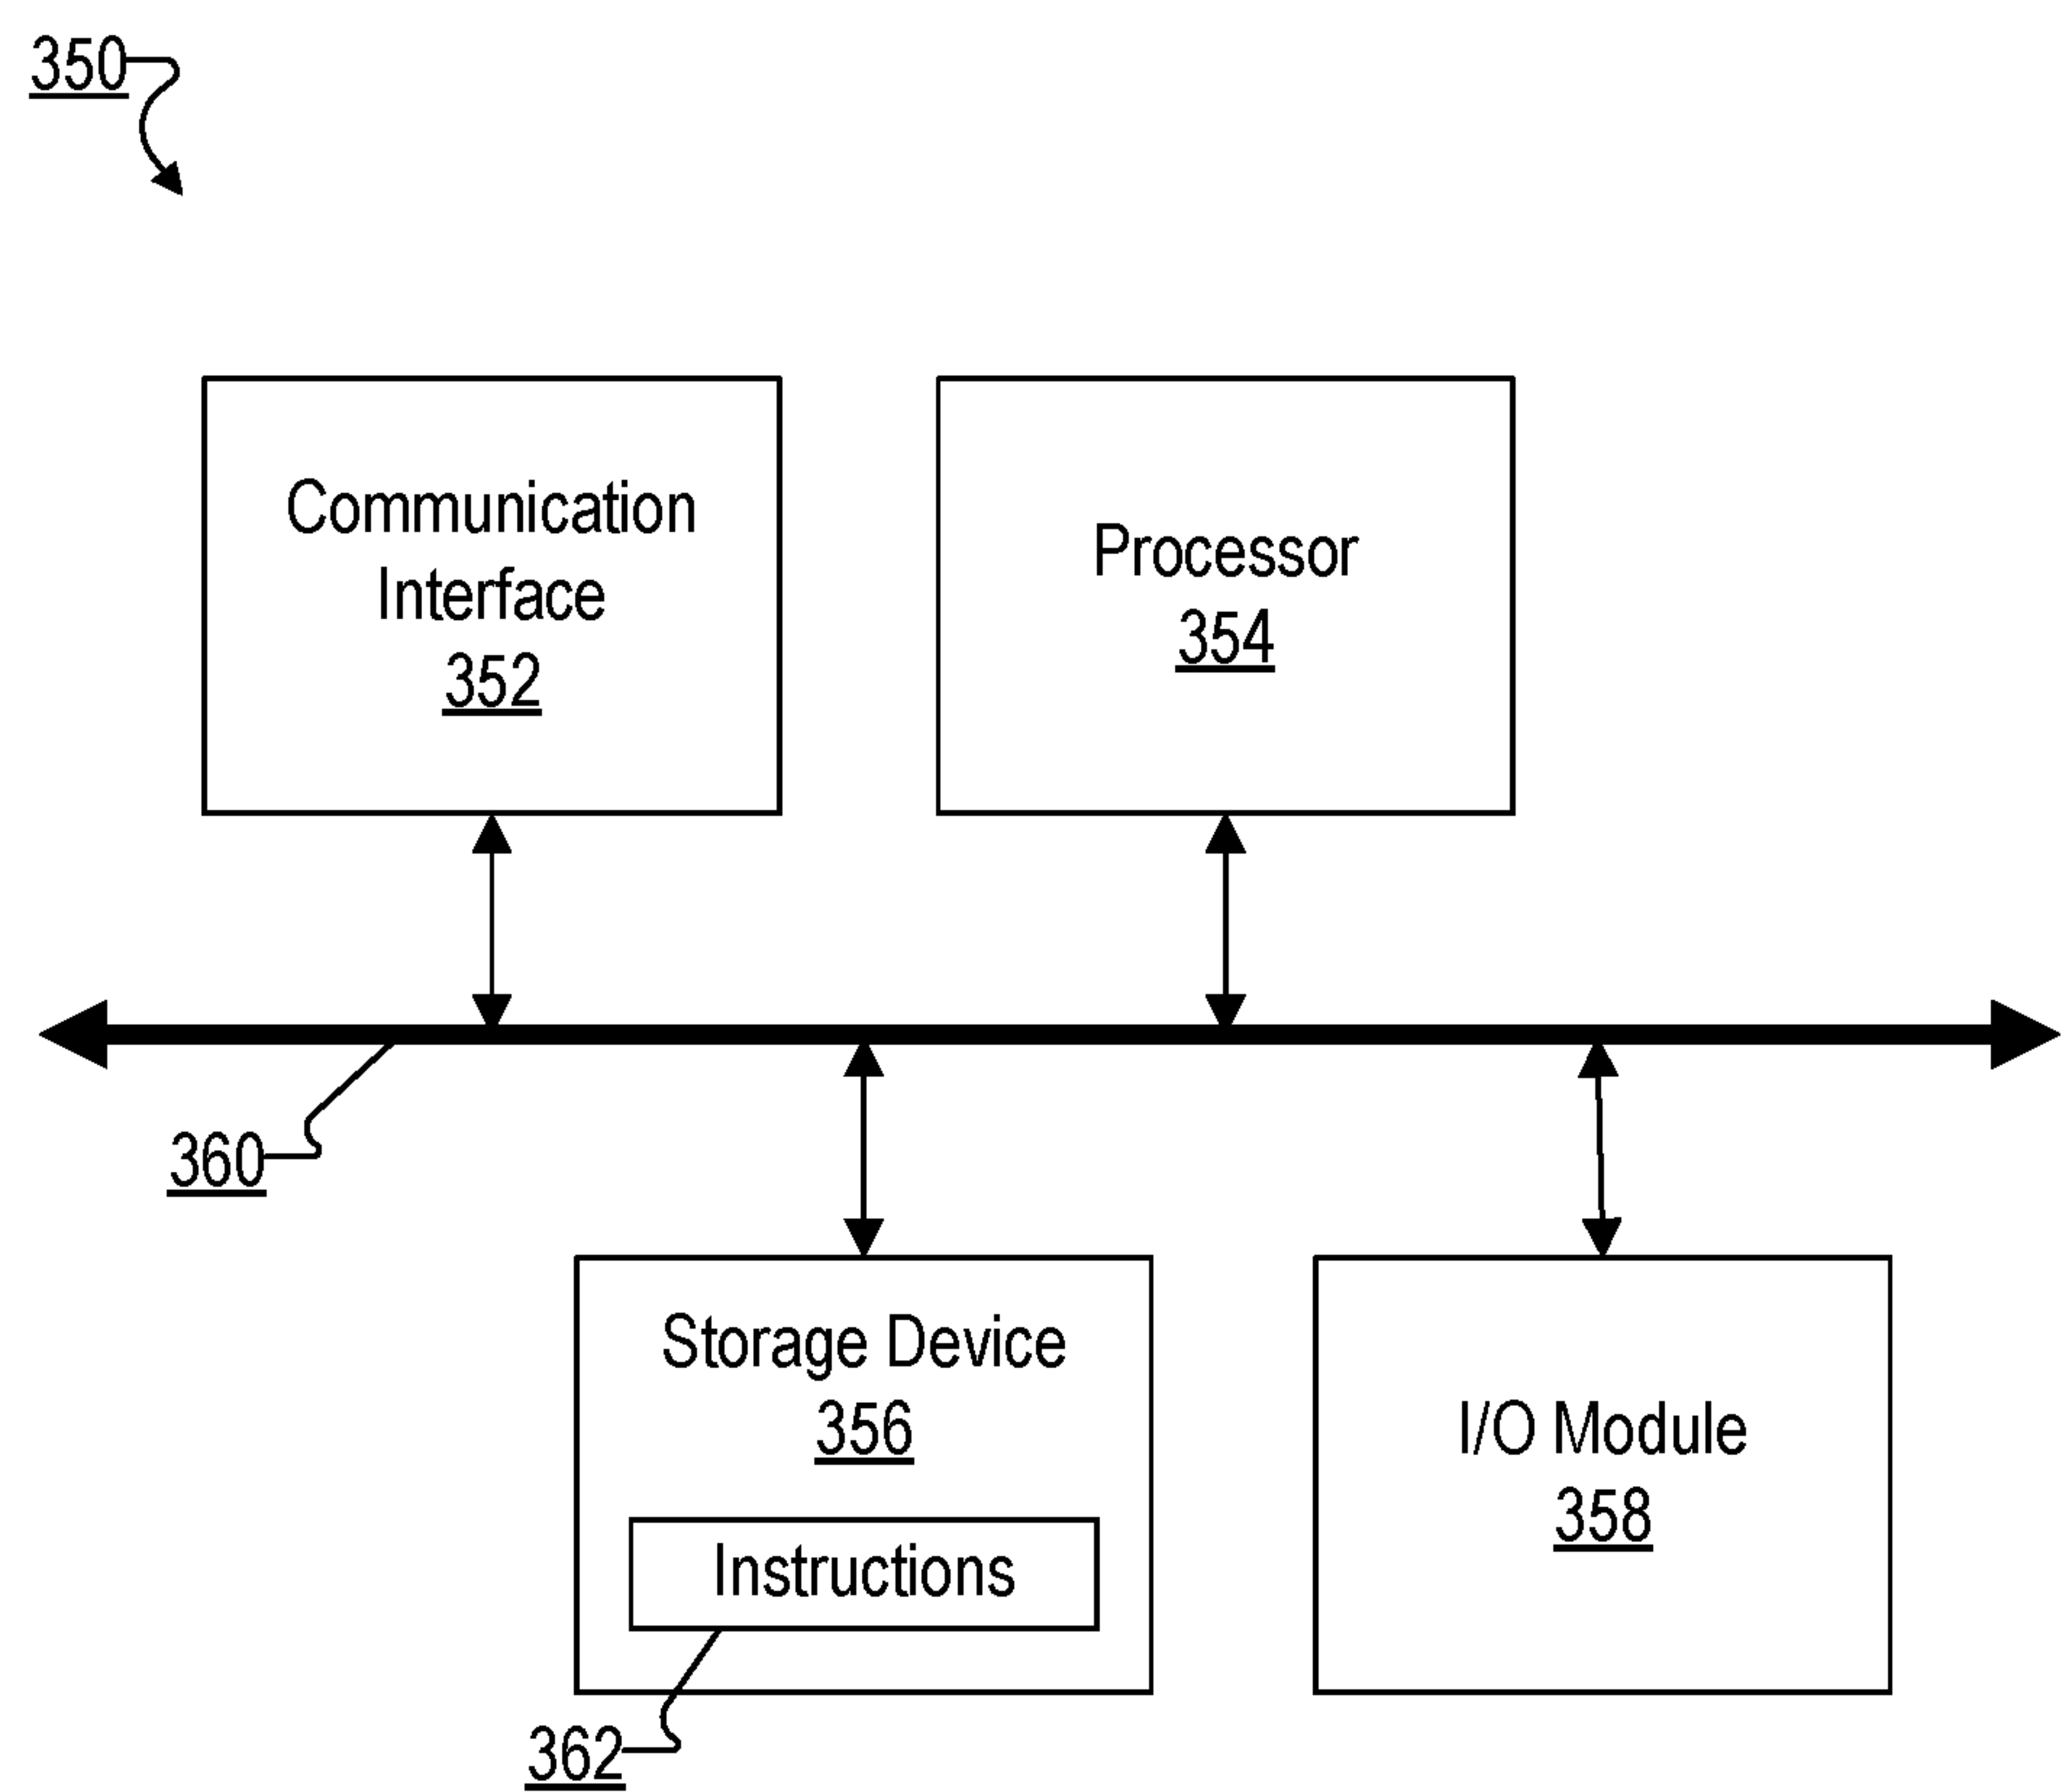 350
Communication
Interface
352
Processor
354
360
Storage Device
356
Instructions
362
I/O Module
358